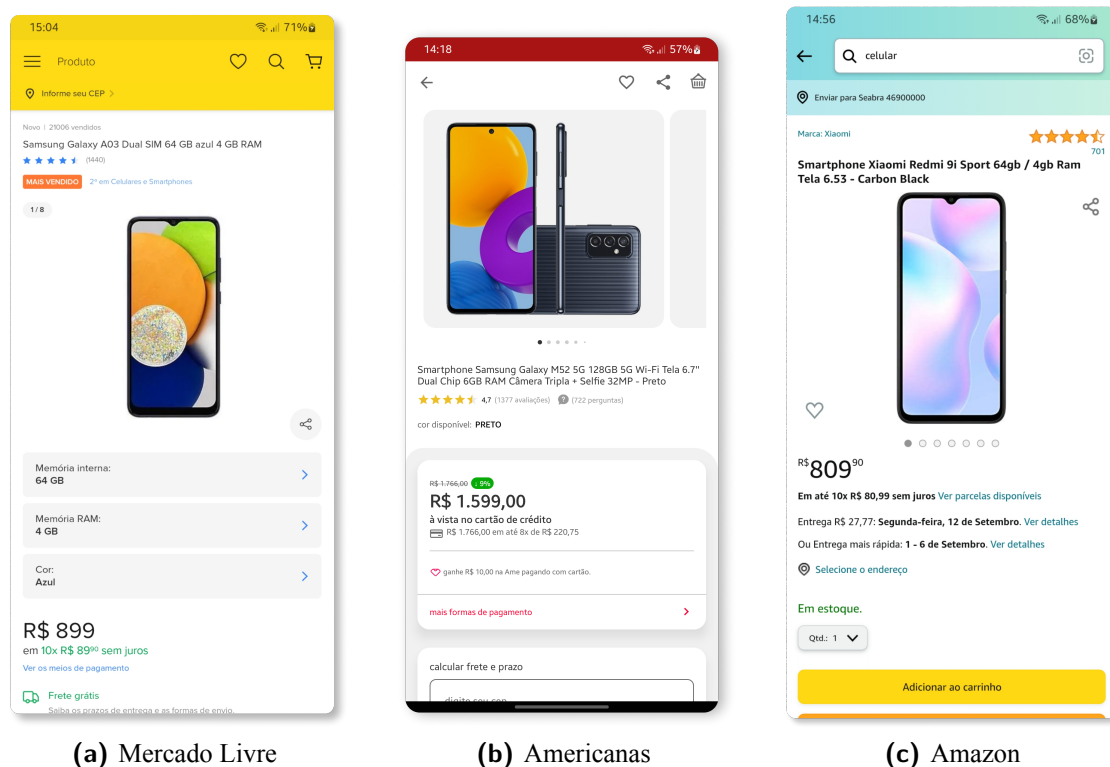 15:04
71%
Produto
Informe seu CEP >
Novo | 21006 vendidos
Samsung Galaxy A03 Dual SIM 64 GB azul 4 GB RAM
(1440)
MAIS VENDIDO 2º em Celulares e Smartphones
1/8
Memória interna:
64 GB
Memória RAM:
4 GB
Cor:
Azul
R$ 899
em 10x R$ 89⁹⁰ sem juros
Ver os meios de pagamento
Frete grátis
Saiba os prazos de entrega e as formas de envio.
(a) Mercado Livre
14:18
57%
Smartphone Samsung Galaxy M52 5G 128GB 5G Wi-Fi Tela 6.7"
Dual Chip 6GB RAM Câmera Tripla + Selfie 32MP - Preto
4,7 (1377 avaliações) (722 perguntas)
cor disponível: PRETO
R$ 1.766,00 ↓9%
R$ 1.599,00
à vista no cartão de crédito
R$ 1.766,00 em até 8x de R$ 220,75
ganhe R$ 10,00 na Ame pagando com cartão.
mais formas de pagamento
calcular frete e prazo
digite seu cep
(b) Americanas
14:56
68%
celular
Enviar para Seabra 46900000
Marca: Xiaomi
701
Smartphone Xiaomi Redmi 9i Sport 64gb / 4gb Ram
Tela 6.53 - Carbon Black
R$ 809⁹⁰
Em até 10x R$ 80,99 sem juros Ver parcelas disponíveis
Entrega R$ 27,77: Segunda-feira, 12 de Setembro. Ver detalhes
Ou Entrega mais rápida: 1 - 6 de Setembro. Ver detalhes
Selecione o endereço
Em estoque.
Qtd.: 1
Adicionar ao carrinho
(c) Amazon